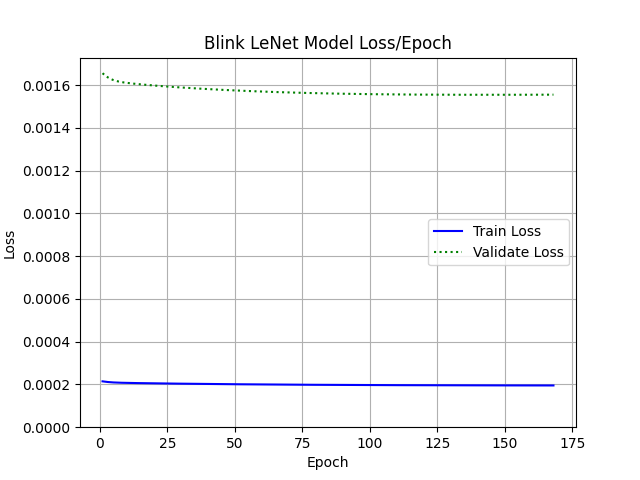 Blink LeNet Model Loss/Epoch
Loss
0.0016
0.0014
0.0012
0.0010
0.0008
0.0006
0.0004
0.0002
0.0000
Train Loss
Validate Loss
0 25 50 75 100 125 150 175
Epoch